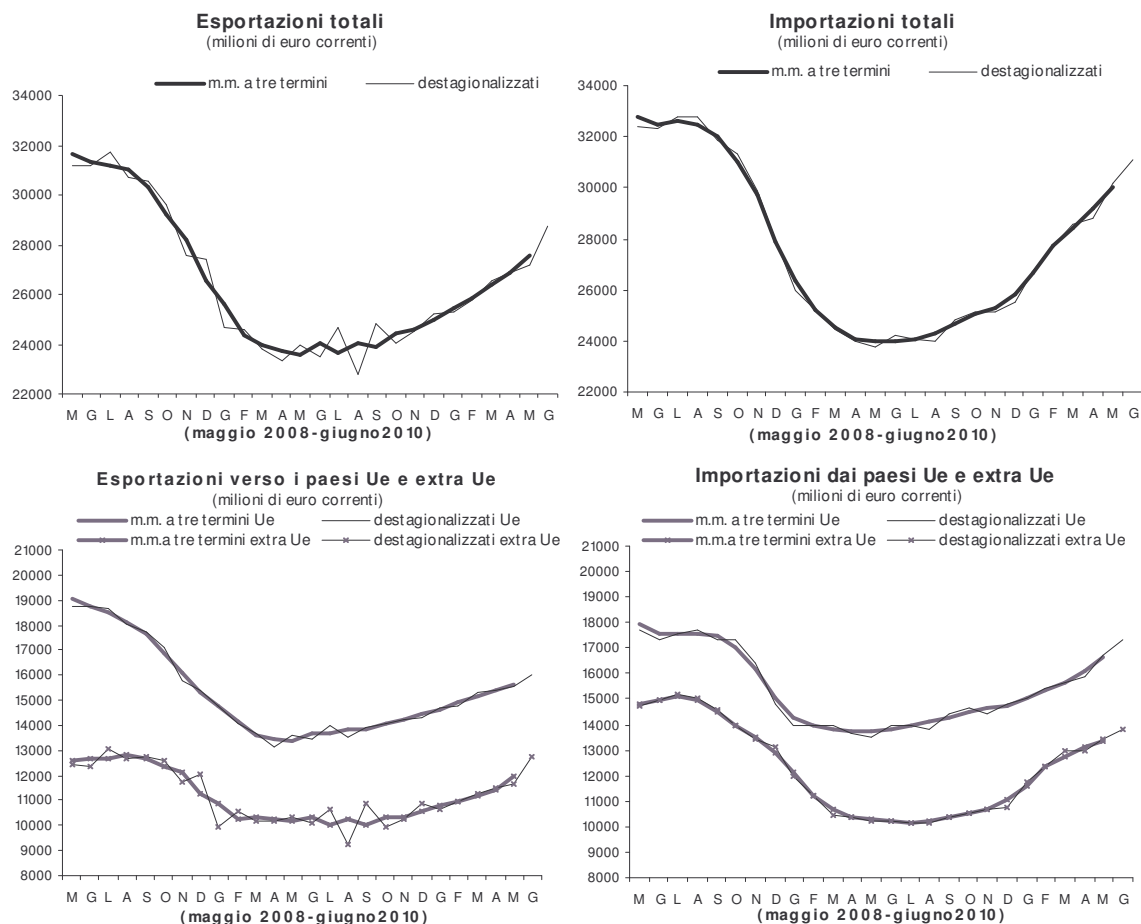 Esportazioni totali
(milioni di euro correnti)
m.m. a tre termini destagionalizzati
34000
32000
30000
28000
26000
24000
22000
M G L A S O N D G F M A M G L A S O N D G F M A M G
(maggio 2008-giugno2010)
Importazioni totali
(milioni di euro correnti)
m.m. a tre termini destagionalizzati
34000
32000
30000
28000
26000
24000
22000
M G L A S O N D G F M A M G L A S O N D G F M A M G
(maggio 2008-giugno2010)
Esportazioni verso i paesi Ue e extra Ue
(milioni di euro correnti)
m.m. a tre termini Ue destagionalizzati Ue
m.m.a tre termini extra Ue destagionalizzati extra Ue
21000
20000
19000
18000
17000
16000
15000
14000
13000
12000
11000
10000
9000
8000
M G L A S O N D G F M A M G L A S O N D G F M A M G
(maggio 2008-giugno2010)
Importazioni dai paesi Ue e extra Ue
(milioni di euro correnti)
m.m. a tre termini Ue destagionalizzati Ue
m.m.a tre termini extra Ue destagionalizzati extra Ue
21000
20000
19000
18000
17000
16000
15000
14000
13000
12000
11000
10000
9000
8000
M G L A S O N D G F M A M G L A S O N D G F M A M G
(maggio 2008-giugno2010)